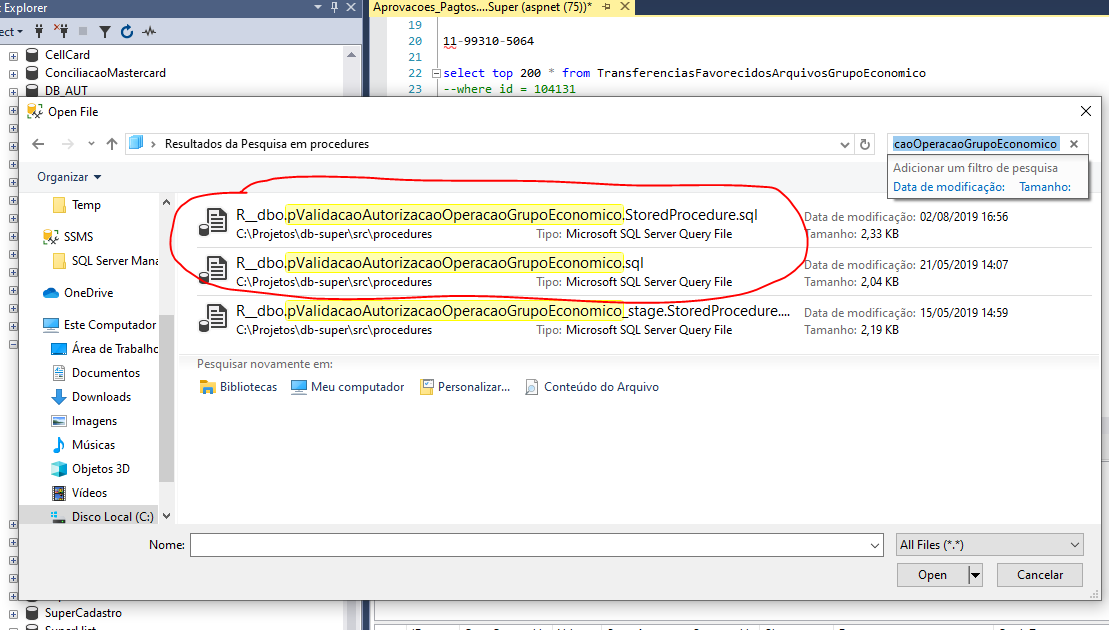 Explorer
Aprovacoes_Pagtos....Super (aspnet (75))*
ect
19
CellCard
20 11-99310-5064
21
ConciliacaoMastercard
22 select top 200 * from TransferenciasFavorecidosArquivosGrupoEconomico
DB_AUT
23 --where id = 104131
Open File
Resultados da Pesquisa em procedures
caoOperacaoGrupoEconomico
Adicionar um filtro de pesquisa
Data de modificação: Tamanho:
Organizar
Temp
SSMS
SQL Server Mana
OneDrive
Este Computador
Área de Trabalho
Documentos
Downloads
Imagens
Músicas
Objetos 3D
Vídeos
Disco Local (C:)
R__dbo.pValidacaoAutorizacaoOperacaoGrupoEconomico.StoredProcedure.sql
Data de modificação: 02/08/2019 16:56
C:\Projetos\db-super\src\procedures
Tipo: Microsoft SQL Server Query File
Tamanho: 2,33 KB
R__dbo.pValidacaoAutorizacaoOperacaoGrupoEconomico.sql
Data de modificação: 21/05/2019 14:07
C:\Projetos\db-super\src\procedures
Tipo: Microsoft SQL Server Query File
Tamanho: 2,04 KB
R__dbo.pValidacaoAutorizacaoOperacaoGrupoEconomico_stage.StoredProcedure....
Data de modificação: 15/05/2019 14:59
C:\Projetos\db-super\src\procedures
Tipo: Microsoft SQL Server Query File
Tamanho: 2,19 KB
Pesquisar novamente em:
Bibliotecas Meu computador Personalizar... Conteúdo do Arquivo
Nome:
All Files (*.*)
Open Cancelar
SuperCadastro